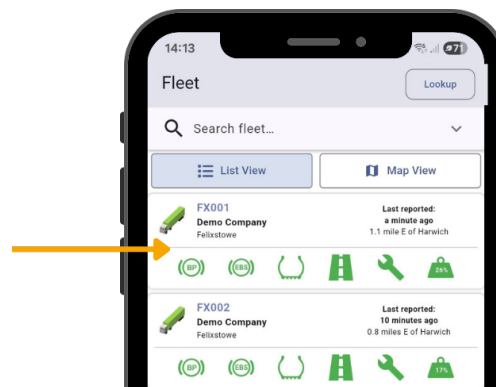 14:13
71
Fleet
Lookup
Search fleet...
List View
Map View
FX001
Demo Company
Felixstowe
Last reported:
a minute ago
1.1 mile E of Harwich
BP
EBS
26%
FX002
Demo Company
Felixstowe
Last reported:
10 minutes ago
0.8 miles E of Harwich
BP
EBS
17%